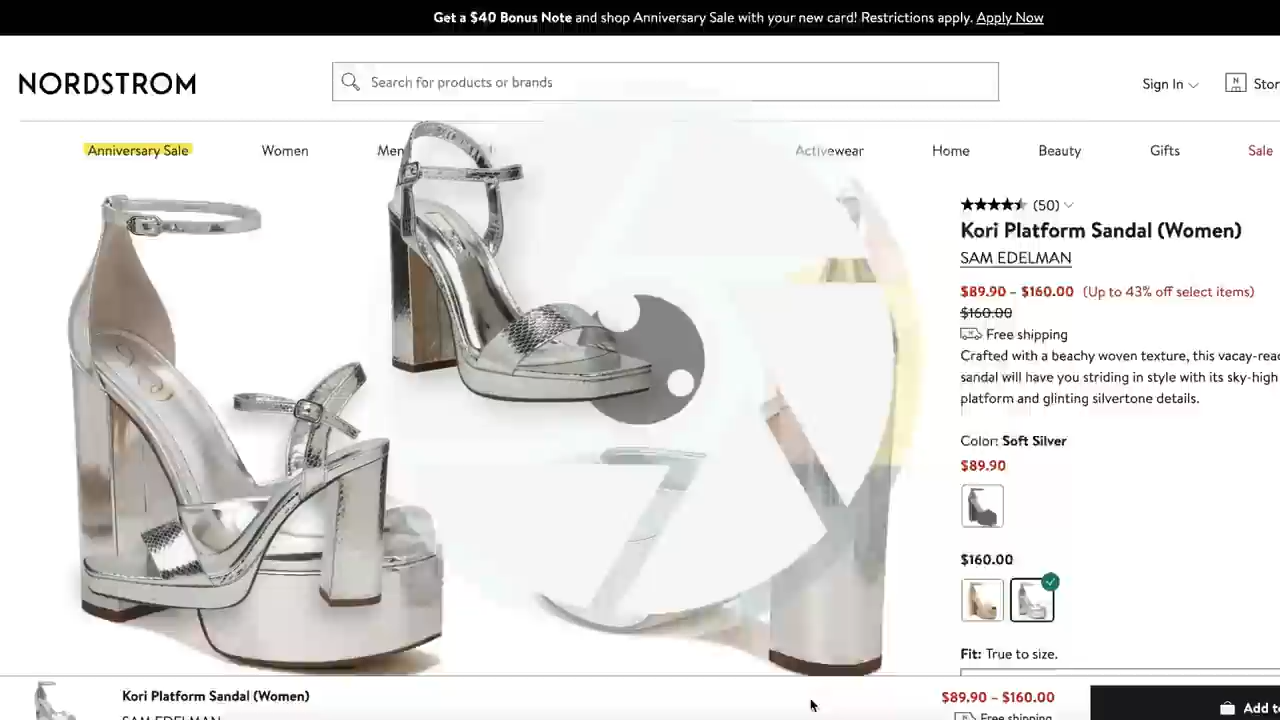 Get a $40 Bonus Note and shop Anniversary Sale with your new card! Restrictions apply. Apply Now
NORDSTROM
Search for products or brands
Sign In
Anniversary Sale
Women
Activewear
Home
Beauty
Gifts
Sale
(50)
Kori Platform Sandal (Women)
SAM EDELMAN
$89.90 – $160.00 (Up to 43% off select items)
$160.00
Free shipping
Crafted with a beachy woven texture, this
sandal will have you striding in style with its sky-high
platform and glinting silvertone details.
Color: Soft Silver
$89.90
$160.00
Fit: True to size.
Kori Platform Sandal (Women)
$89.90 – $160.00
SAM EDELMAN
Free shipping
Add